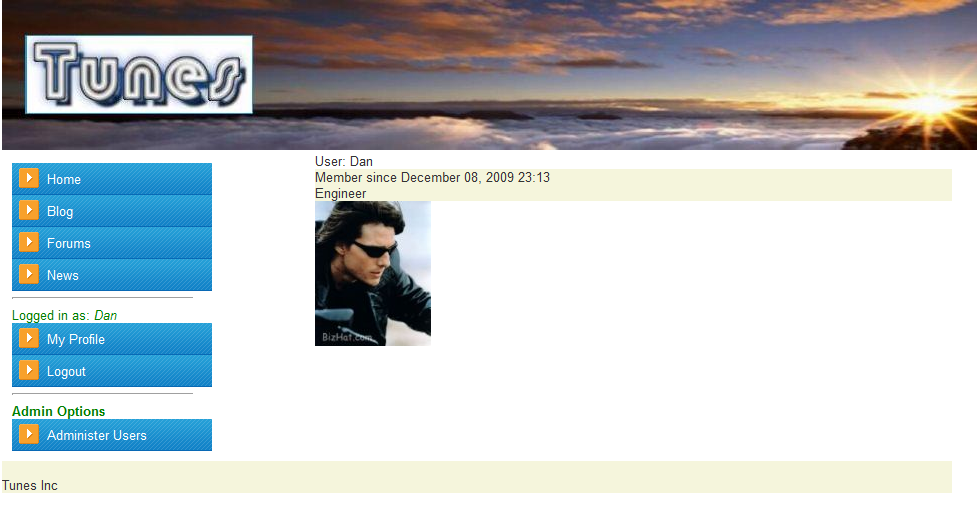 Tunes
Home
Blog
Forums
News
Logged in as: Dan
My Profile
Logout
Admin Options
Administer Users
User: Dan
Member since December 08, 2009 23:13
Engineer
BizHat.com
Tunes Inc